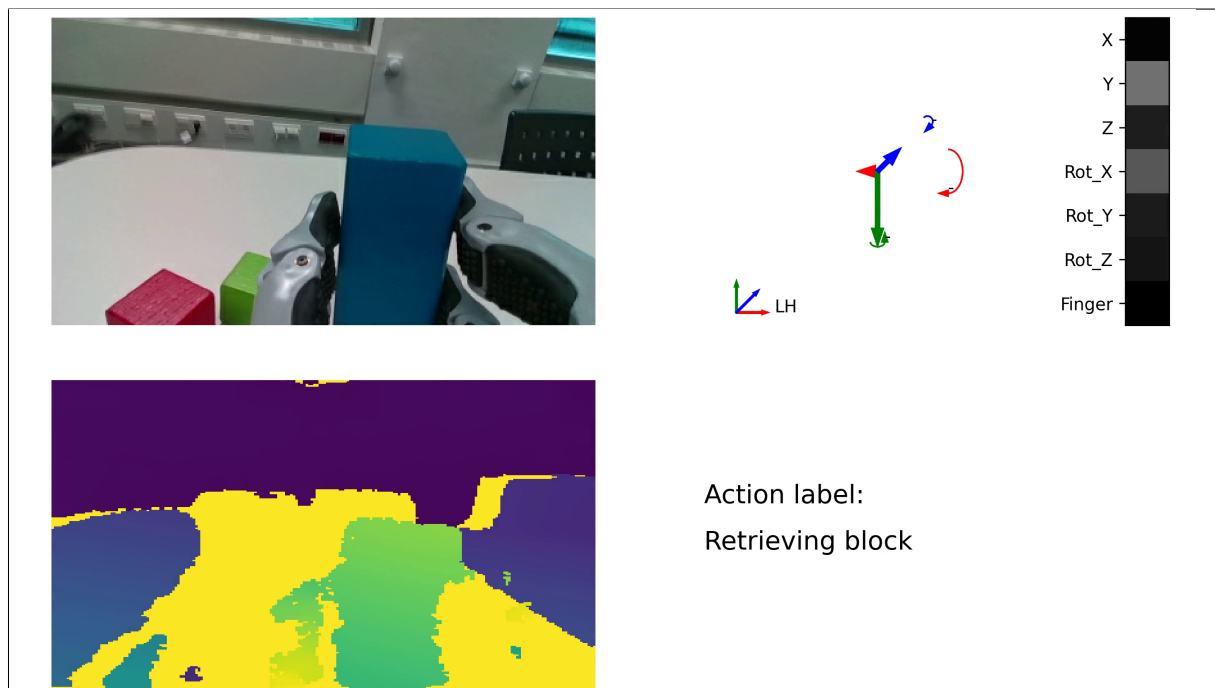 X
Y
Z
Rot_X
Rot_Y
Rot_Z
Finger
LH
Action label:
Retrieving block